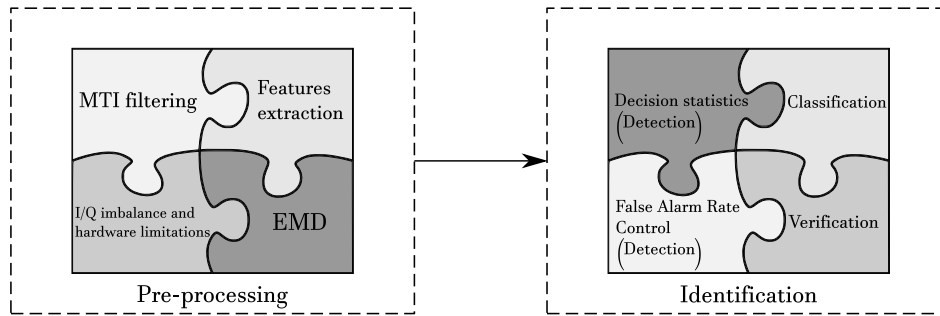 MTI filtering
Features
extraction
I/Q imbalance and
hardware limitations
EMD
Pre-processing
Decision statistics
(Detection)
Classification
False Alarm Rate
Control
(Detection)
Verification
Identification